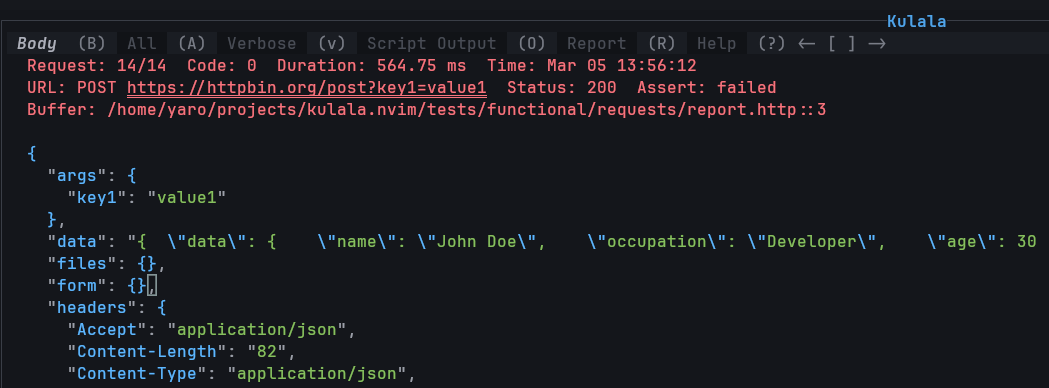 Kulala
Body (B) All (A) Verbose (v) Script Output (O) Report (R) Help (?) <- [ ] ->
Request: 14/14 Code: 0 Duration: 564.75 ms Time: Mar 05 13:56:12
URL: POST https://httpbin.org/post?key1=value1 Status: 200 Assert: failed
Buffer: /home/yaro/projects/kulala.nvim/tests/functional/requests/report.http::3
{
"args": {
"key1": "value1"
},
"data": "{ \"data\": { \"name\": \"John Doe\", \"occupation\": \"Developer\", \"age\": 30
"files": {},
"form": {},
"headers": {
"Accept": "application/json",
"Content-Length": "82",
"Content-Type": "application/json",